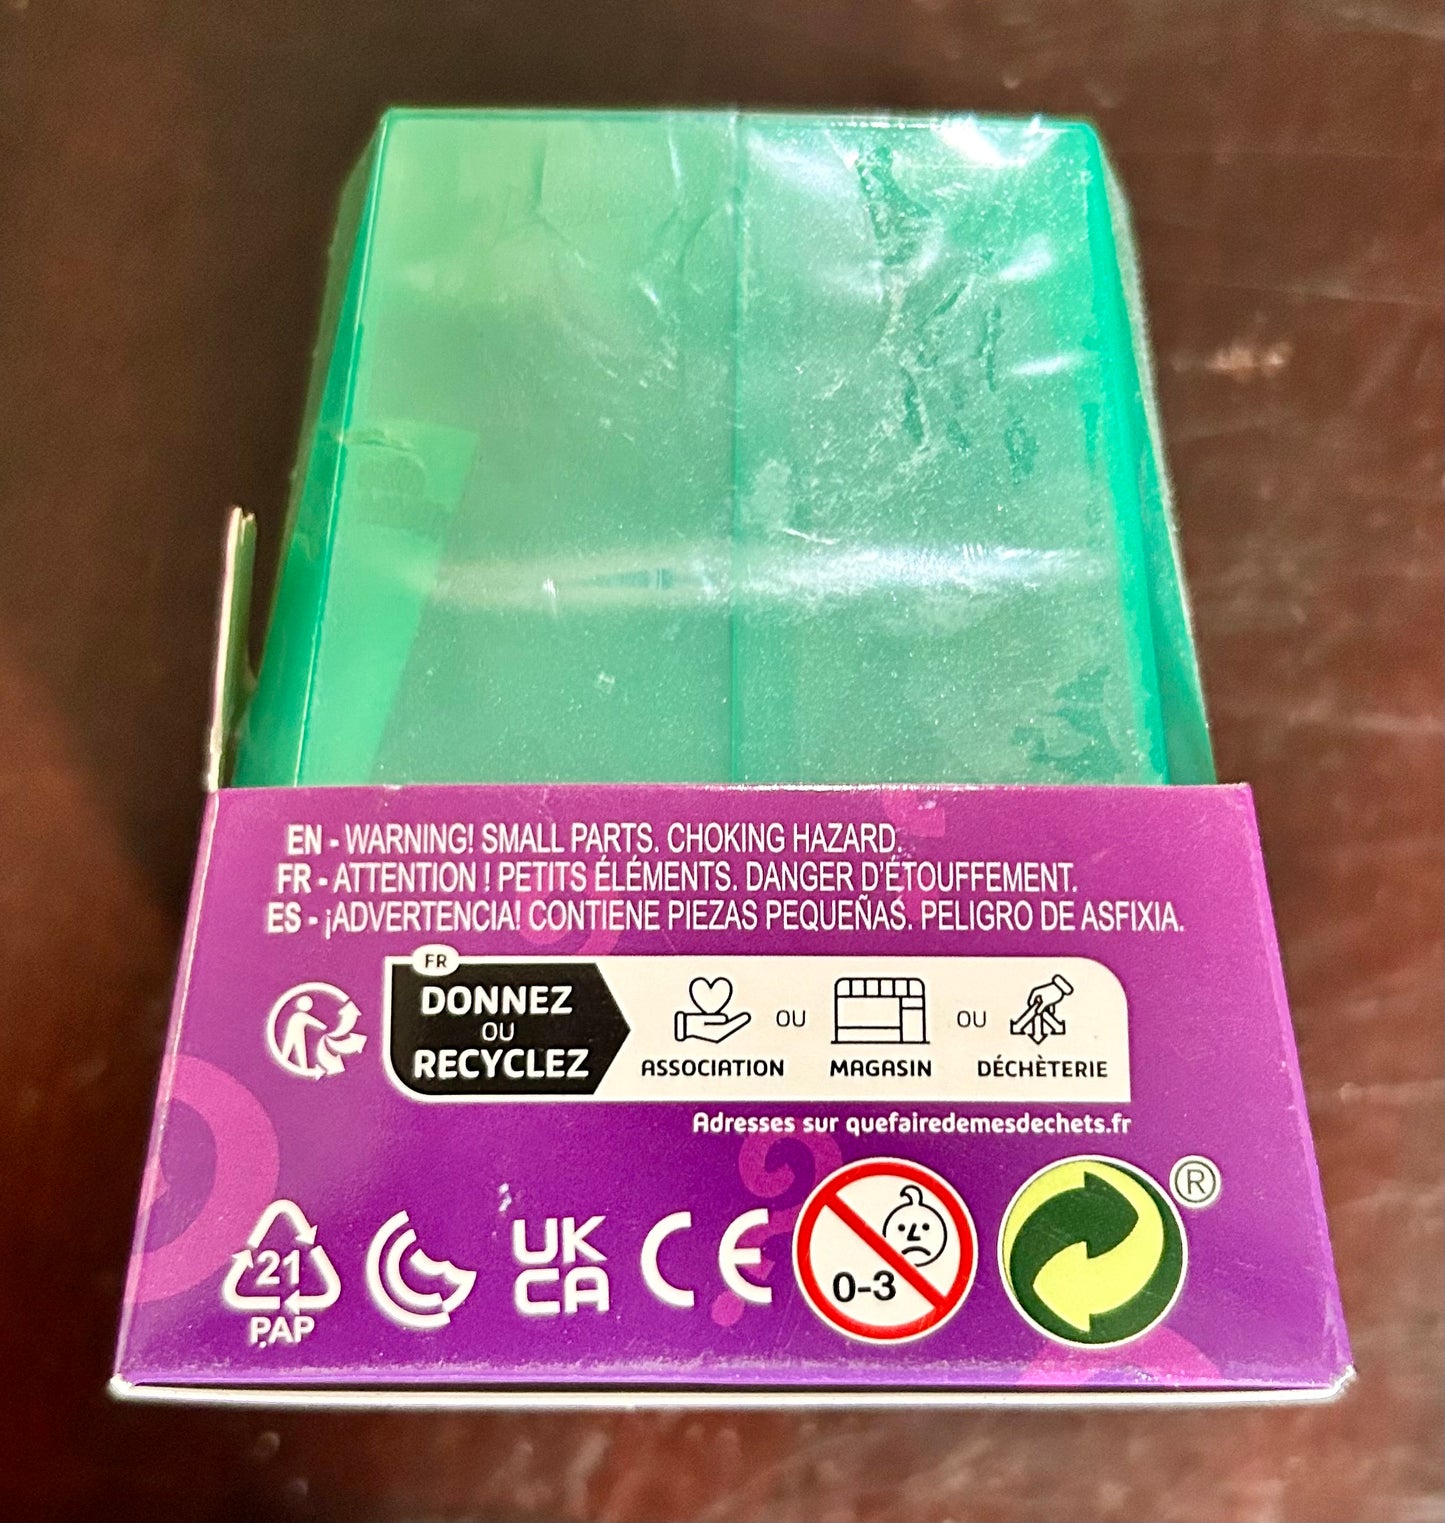 EN - WARNING! SMALL PARTS. CHOKING HAZARD.
FR - ATTENTION ! PETITS ÉLÉMENTS. DANGER D'ÉTOUFFEMENT.
ES - ¡ADVERTENCIA! CONTIENE PIEZAS PEQUEÑAS. PELIGRO DE ASFIXIA.
FR
DONNEZ
OU
RECYCLEZ
ASSOCIATION OU MAGASIN OU DÉCHÈTERIE
Adresses sur quefairedemesdechets.fr
21
PAP
UK
CA
CE
0-3
®